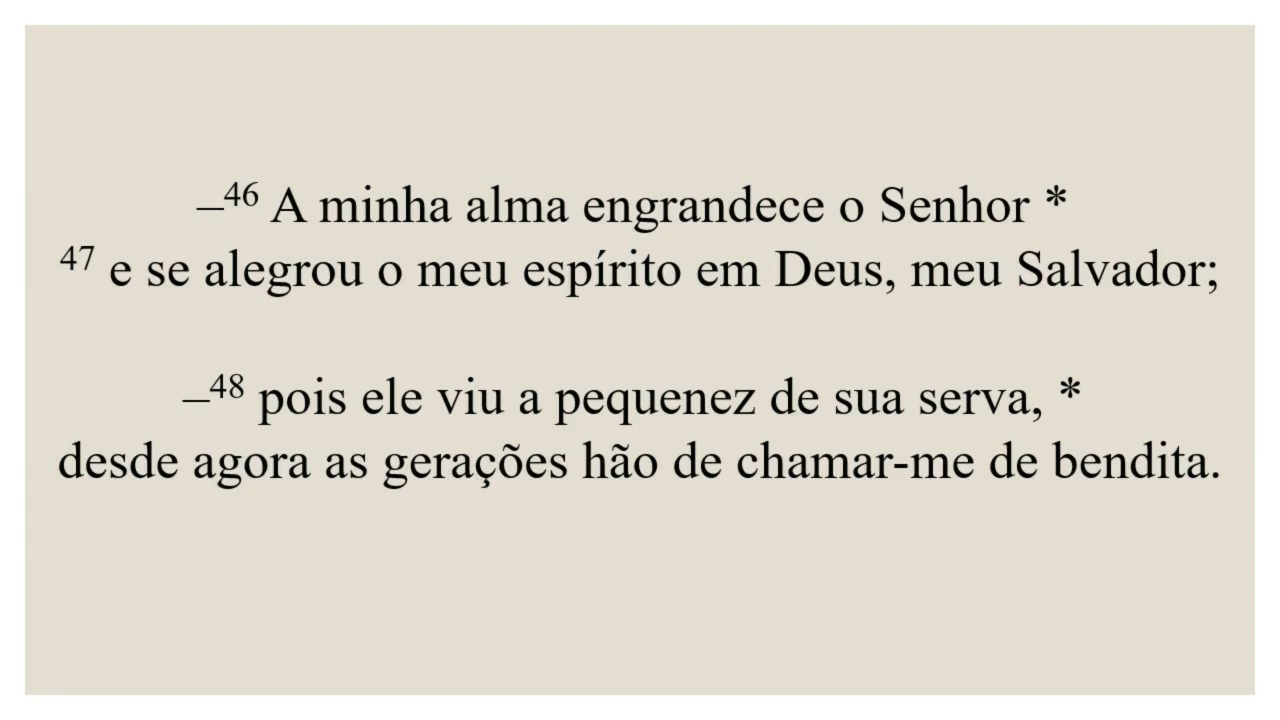 –46 A minha alma engrandece o Senhor *
47 e se alegrou o meu espírito em Deus, meu Salvador;
–48 pois ele viu a pequenez de sua serva, *
desde agora as gerações hão de chamar-me de bendita.